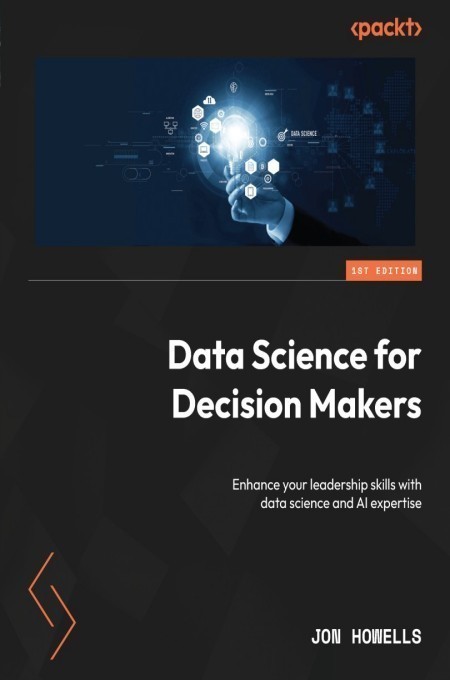 <packt>
DATA SCIENCE
1ST EDITION
Data Science for
Decision Makers
Enhance your leadership skills with
data science and AI expertise
JON HOWELLS